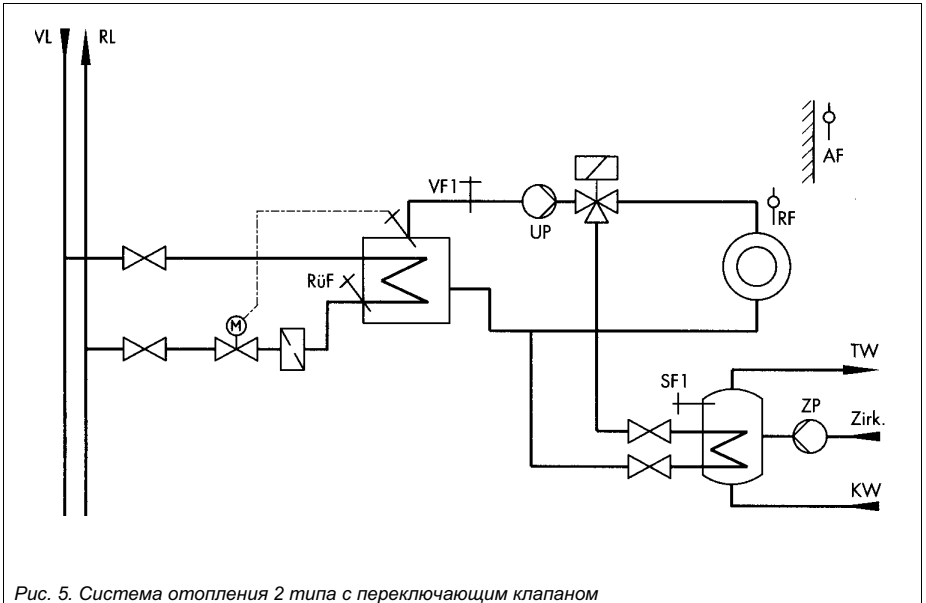 VL RL
AF
VF1
RF
UP
RüF
M
TW
SF1
ZP
Zirk.
KW
Рис. 5. Система отопления 2 типа с переключающим клапаном